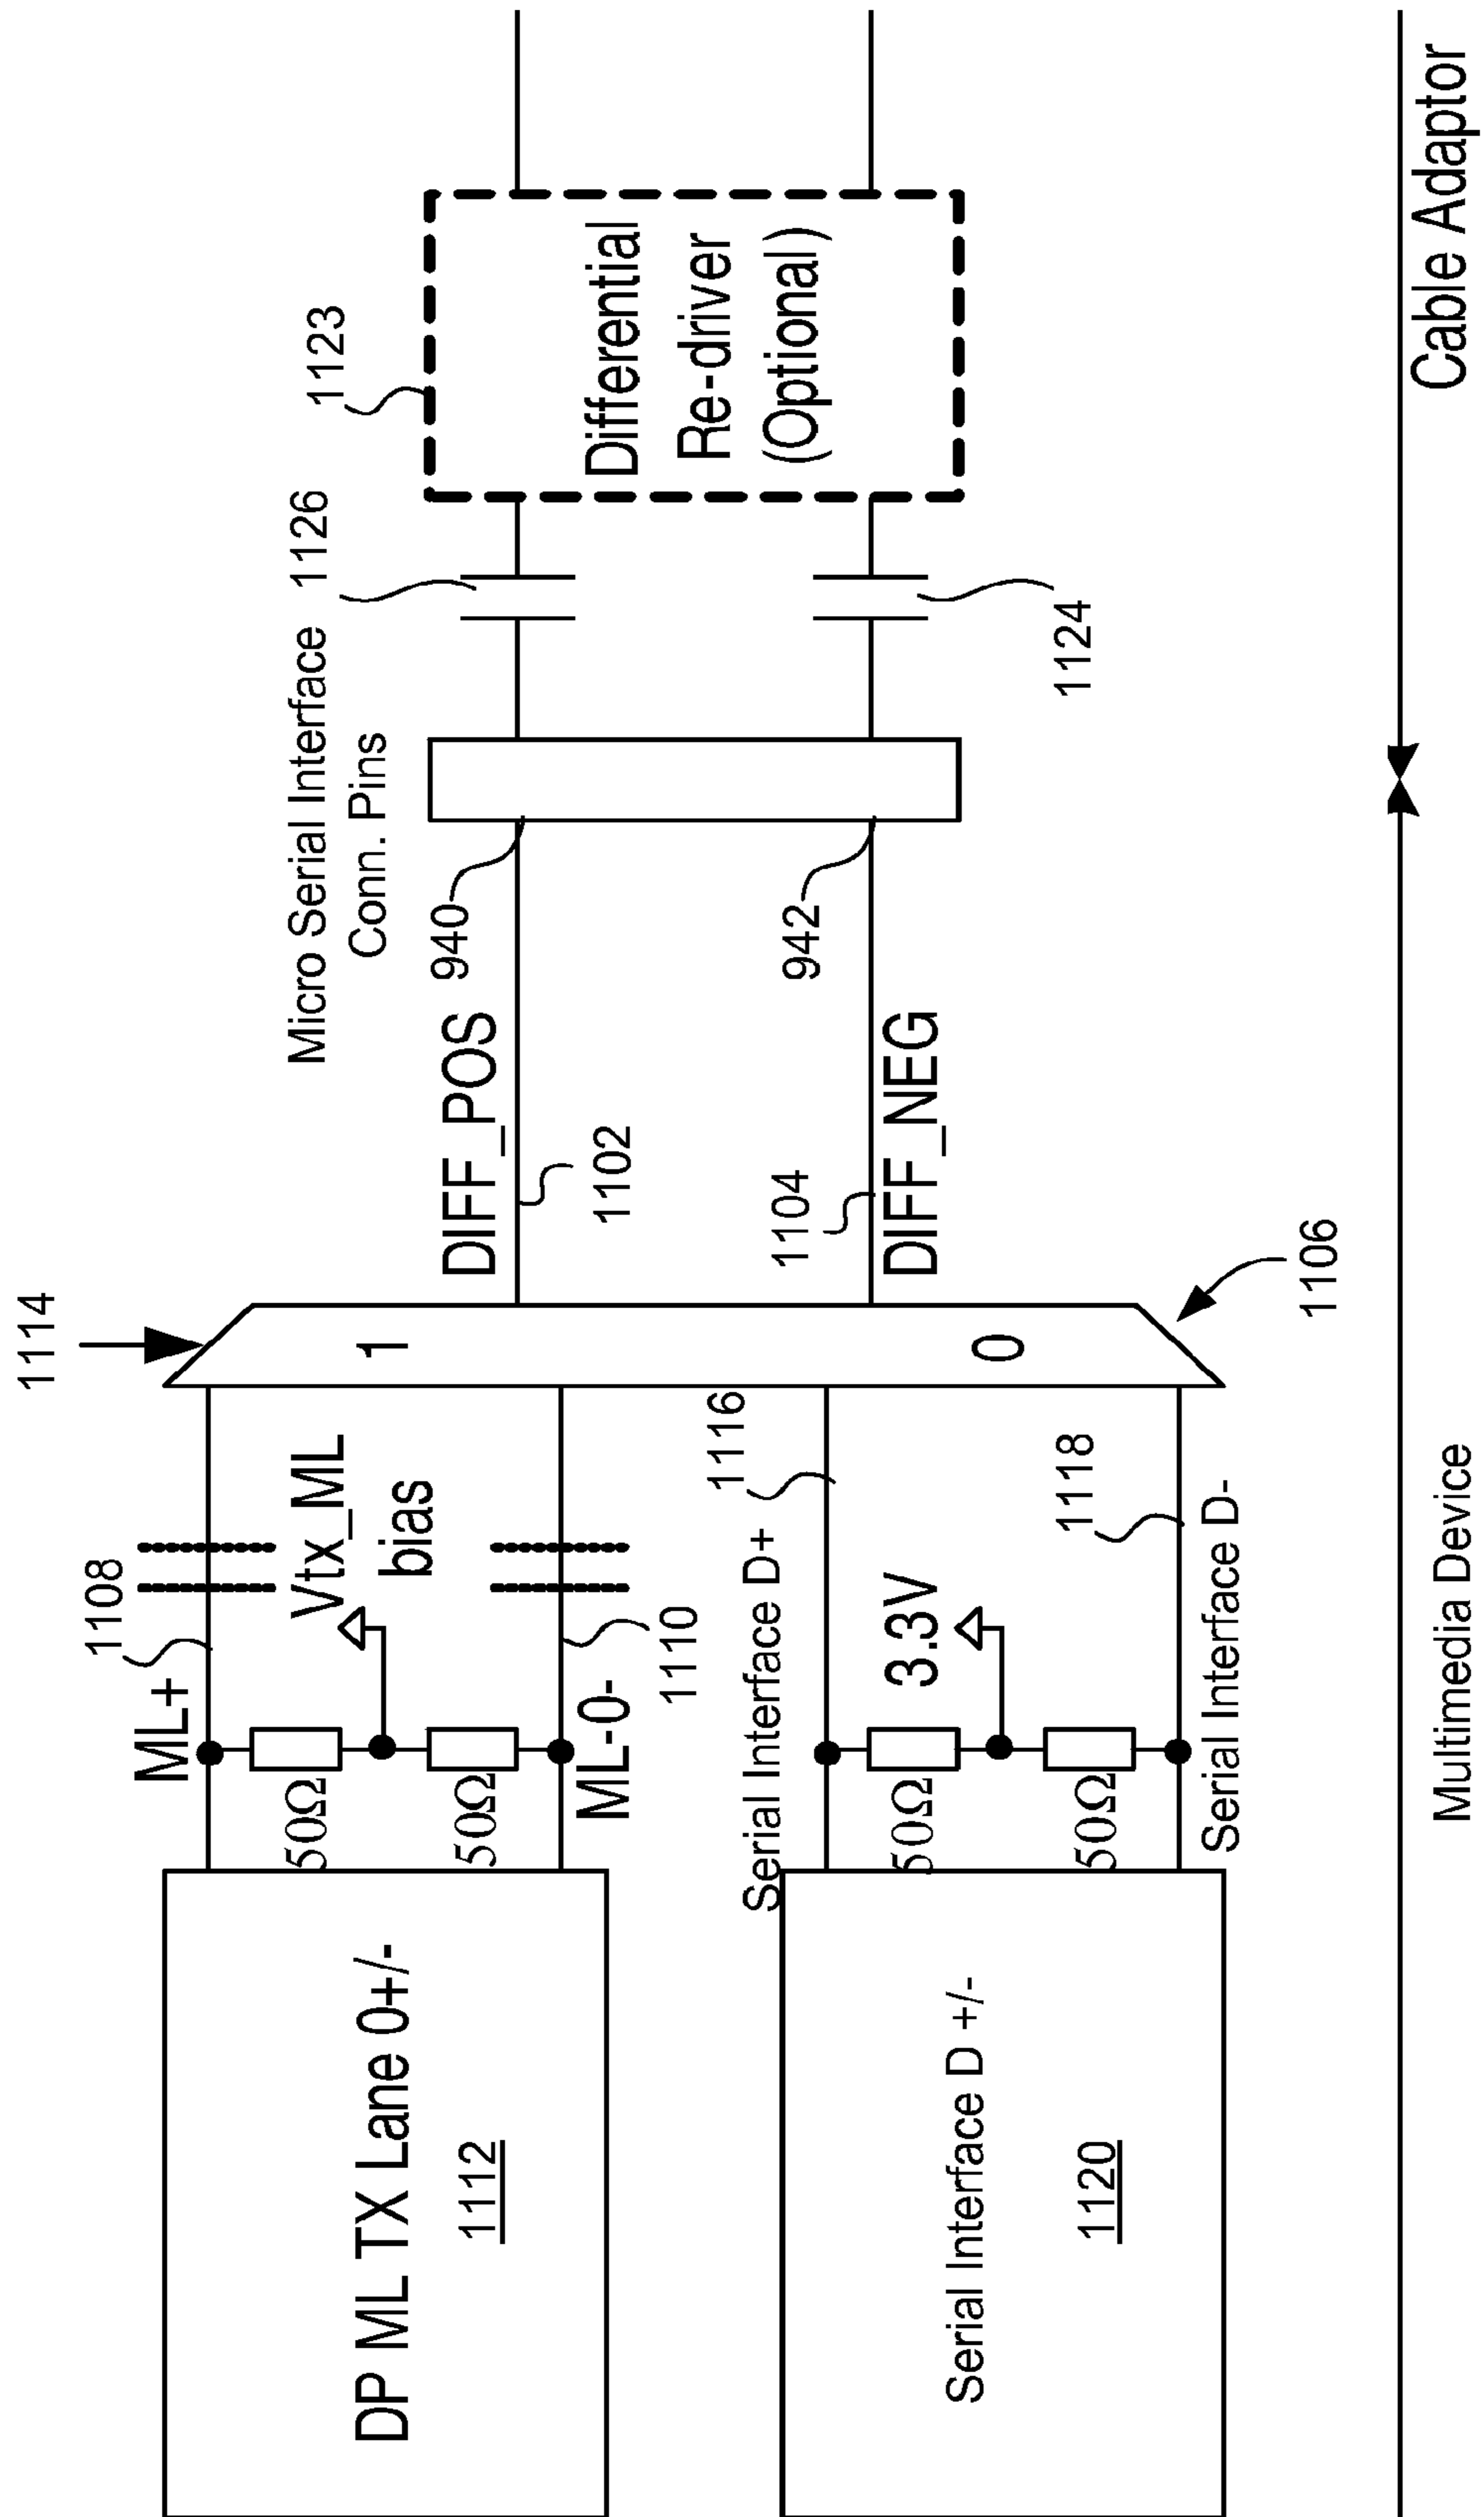 1114
1108
ML+
50Ω
Vtx_ML
bias
50Ω
ML-0-
1110
1
DP ML TX Lane 0+/-
1112
Serial Interface D+
1116
50Ω
3.3V
50Ω
1118
Serial Interface D-
0
Serial Interface D +/-
1120
1106
DIFF_POS
1102
940
1104
DIFF_NEG
942
Micro Serial Interface
Conn. Pins
1126
1124
1123
Differential
Re-driver
(Optional)
Multimedia Device
Cable Adaptor